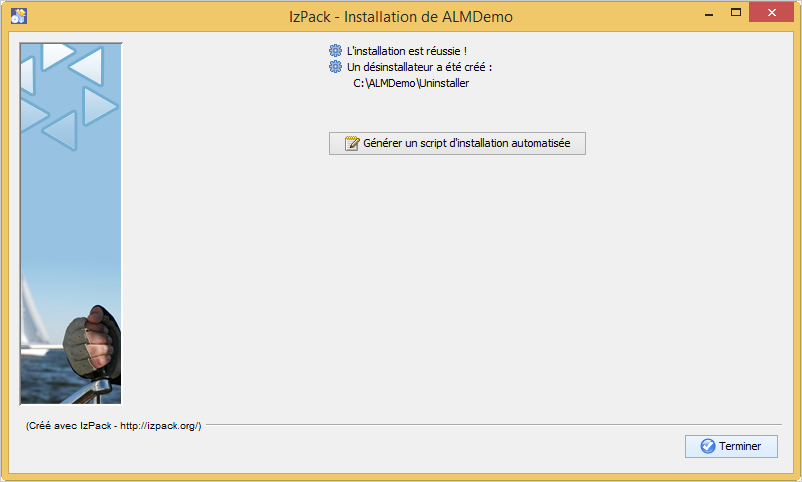 IzPack - Installation de ALMDemo
L'installation est réussie !
Un désinstallateur a été créé :
C:\ALMDemo\Uninstaller
Générer un script d'installation automatisée
(Créé avec IzPack - http://izpack.org/)
Terminer